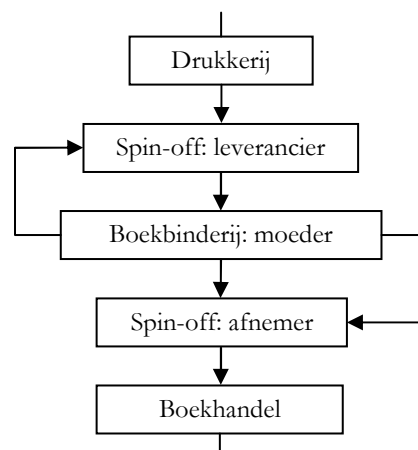 Drukkerij
Spin-off: leverancier
Boekbinderij: moeder
Spin-off: afnemer
Boekhandel